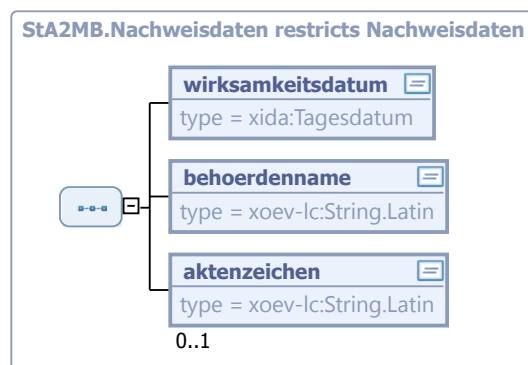 StA2MB.Nachweisdaten restricts Nachweisdaten
wirksamkeitsdatum
type = xida:Tagesdatum
behoerdenname
type = xoev-lc:String.Latin
aktenzeichen
type = xoev-lc:String.Latin
0..1